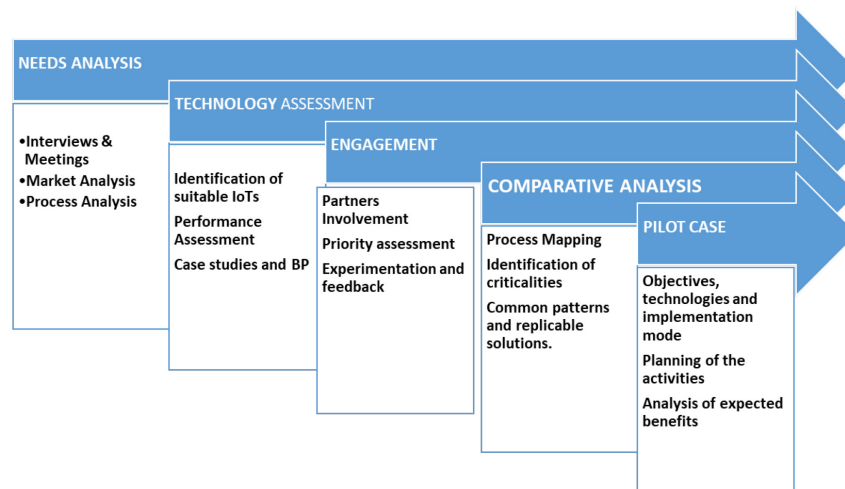 NEEDS ANALYSIS
•Interviews &
Meetings
•Market Analysis
•Process Analysis
TECHNOLOGY ASSESSMENT
Identification of
suitable IoTs
Performance
Assessment
Case studies and BP
ENGAGEMENT
Partners
Involvement
Priority assessment
Experimentation and
feedback
COMPARATIVE ANALYSIS
Process Mapping
Identification of
criticalities
Common patterns
and replicable
solutions.
PILOT CASE
Objectives,
technologies and
implementation
mode
Planning of the
activities
Analysis of expected
benefits